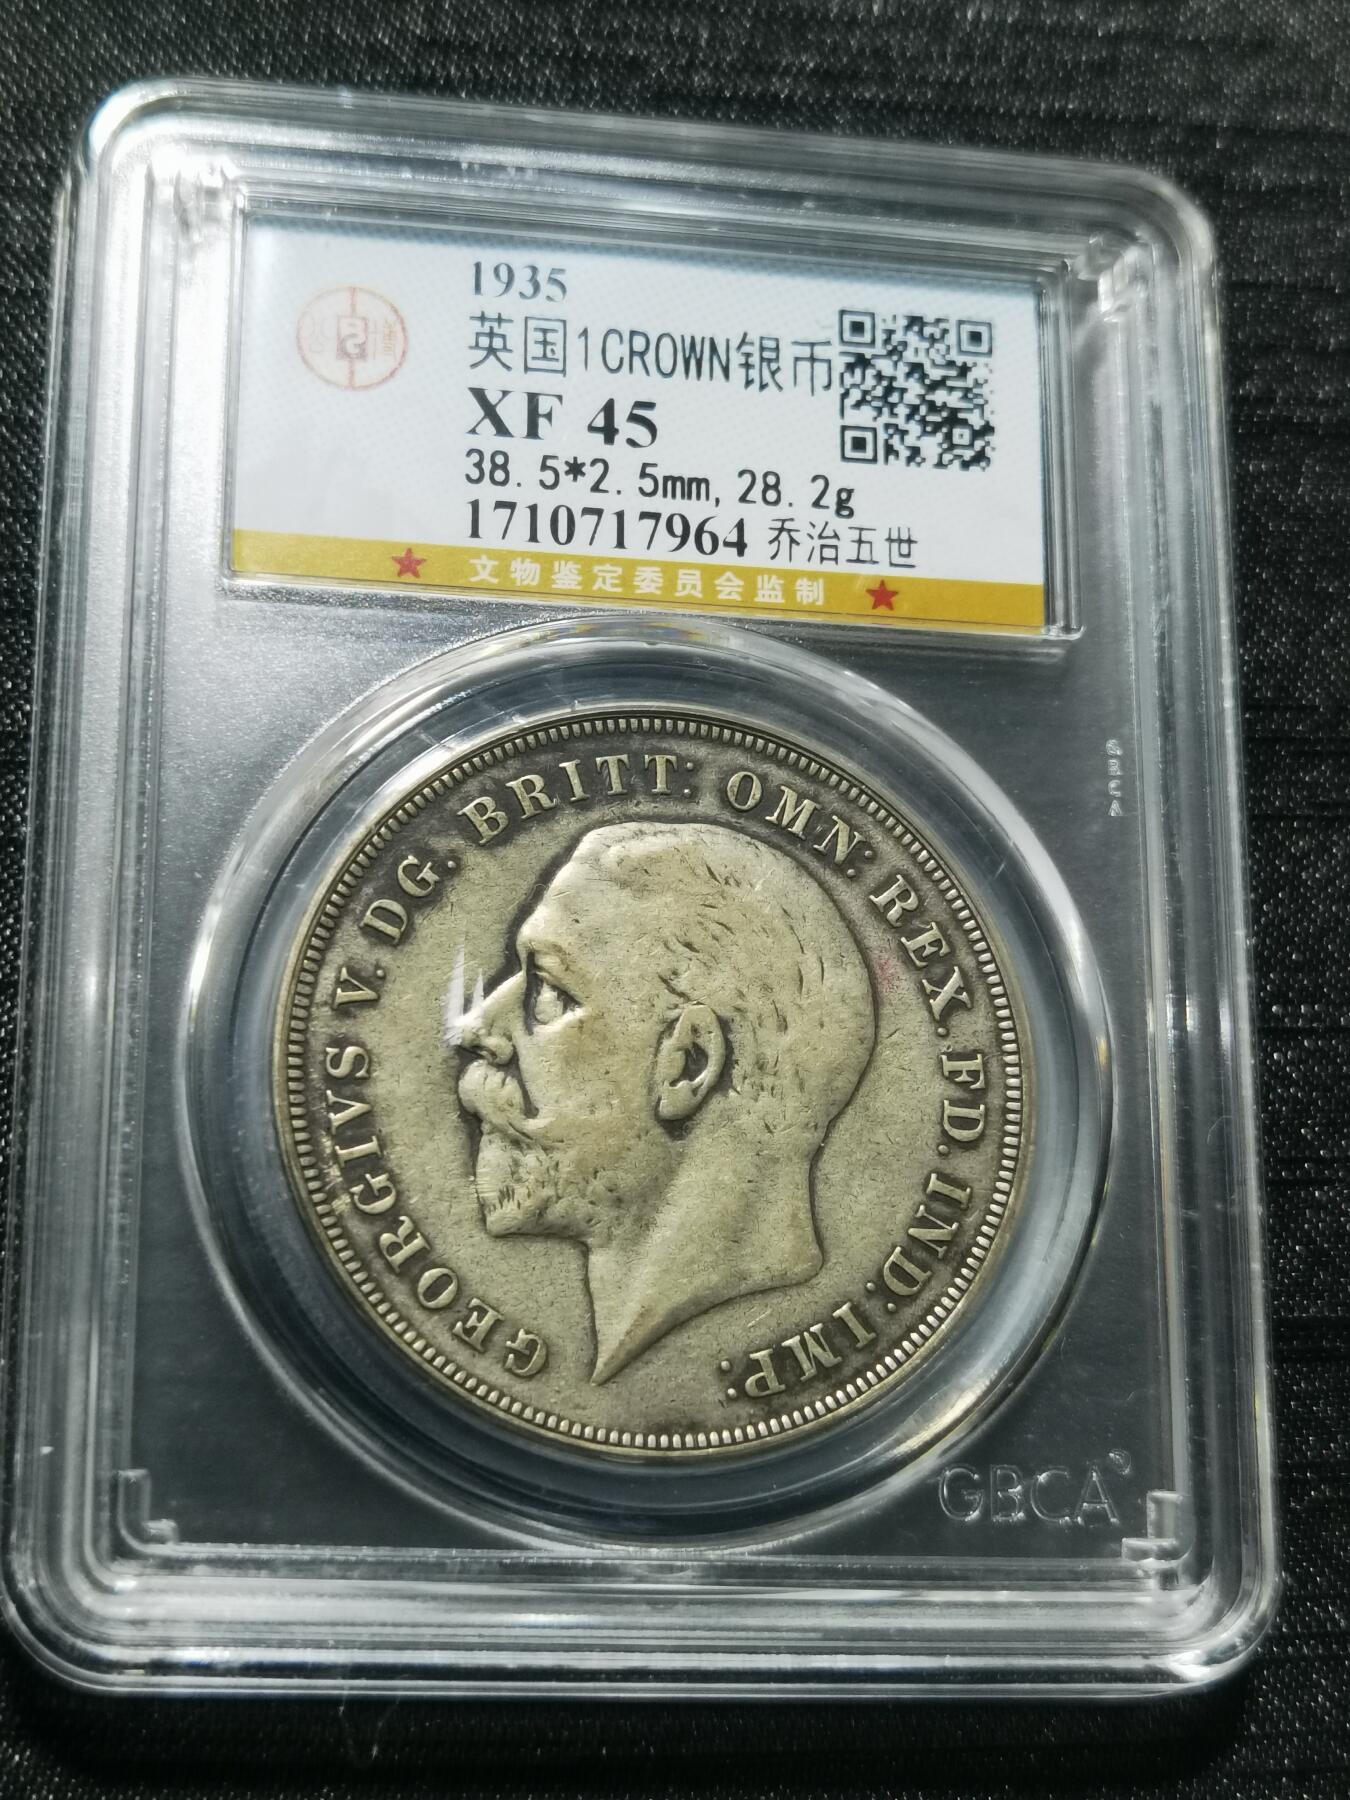 1935
英国1CROWN银币
XF 45
38.5*2.5mm,28.2g
1710717964 乔治五世
★ 文物鉴定委员会监制 ★
公 博
GBCA
GEORGIVS V. DG. BRITT: OMN: REX. FD. IND: IMP:
GBCA